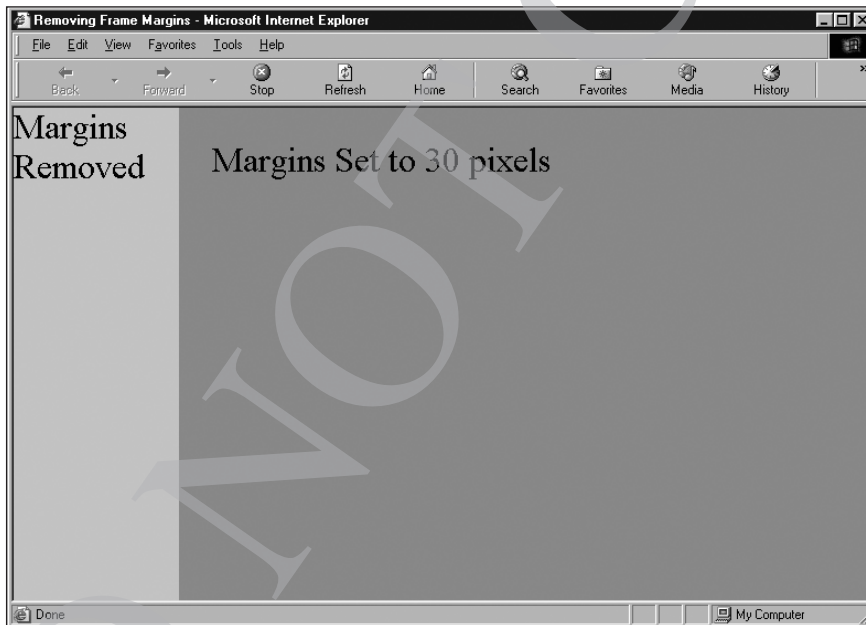 Removing Frame Margins - Microsoft Internet Explorer
File Edit View Favorites Tools Help
Back Forward Stop Refresh Home Search Favorites Media History »
Margins
Removed
Margins Set to 30 pixels
NOT
Done My Computer